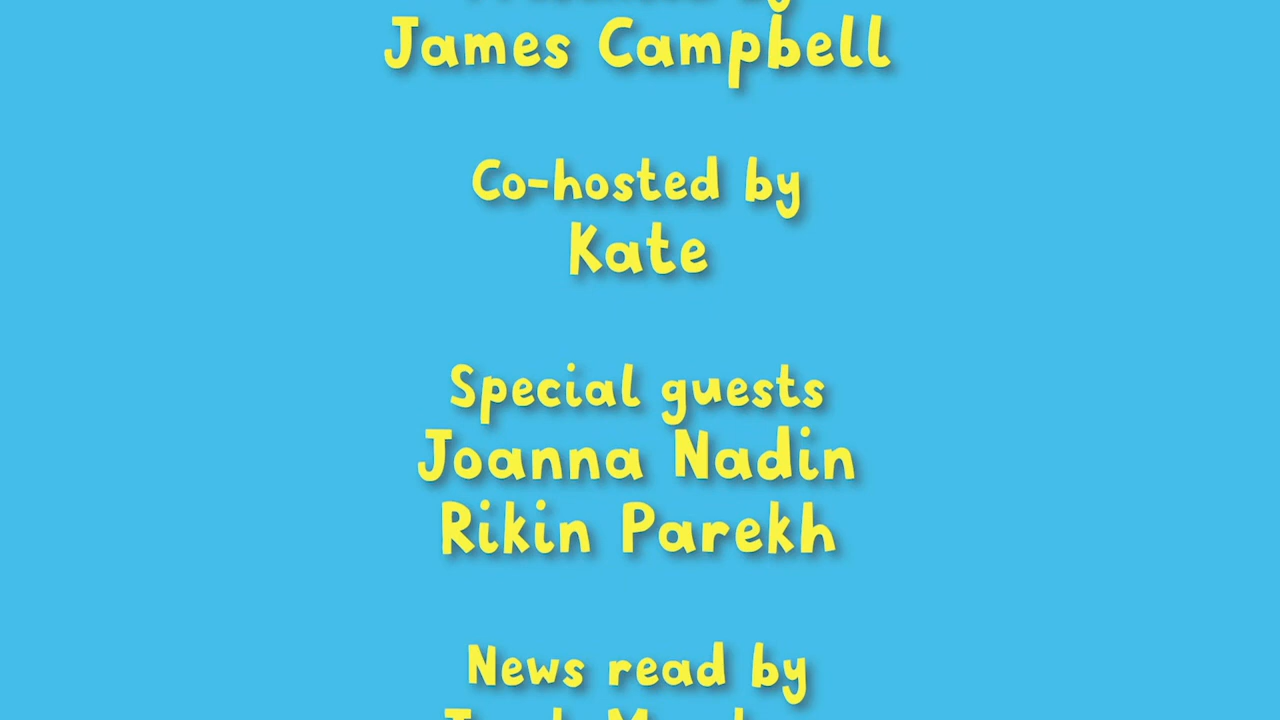 James Campbell
Co-hosted by
Kate
Special guests
Joanna Nadin
Rikin Parekh
News read by